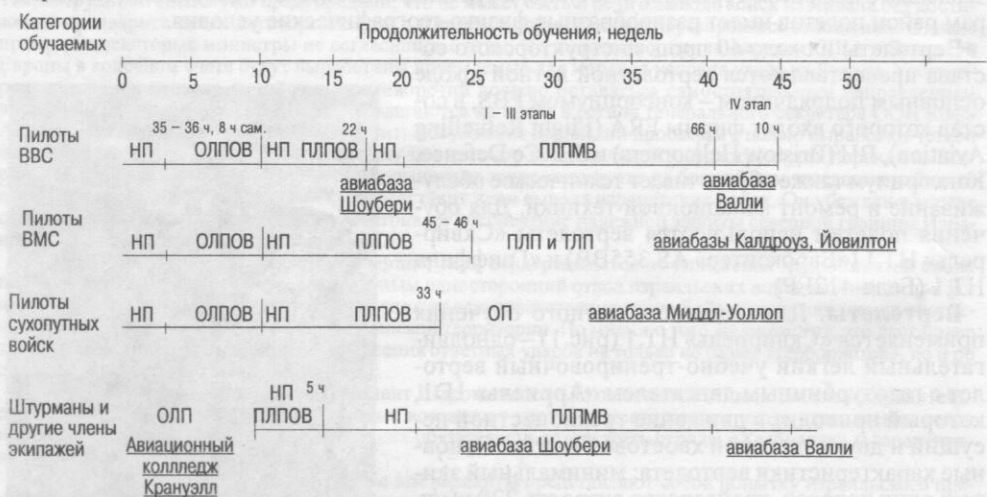 Категории
обучаемых
Продолжительность обучения, недель
0 5 10 15 20 25 30 35 40 45 50
I – III этапы
IV этап
Пилоты
ВВС
35 – 36 ч, 8 ч сам. 22 ч 66 ч 10 ч
НП ОЛПОВ НП ПЛПОВ НП ПЛПМВ
авиабаза
Шоубери
авиабаза
Валли
Пилоты
ВМС
45 – 46 ч
НП ОЛПОВ НП ПЛПОВ ПЛП и ТЛП авиабазы Калдроуз, Йовилтон
Пилоты
сухопутных
войск
33 ч
НП ОЛПОВ НП ПЛПОВ ОП авиабаза Миддл-Уоллоп
Штурманы и
другие члены
экипажей
НП 5 ч
ОЛП ПЛПОВ НП ПЛПМВ
Авиационный
коллледж
Крануэлл
авиабаза Шоубери авиабаза Валли